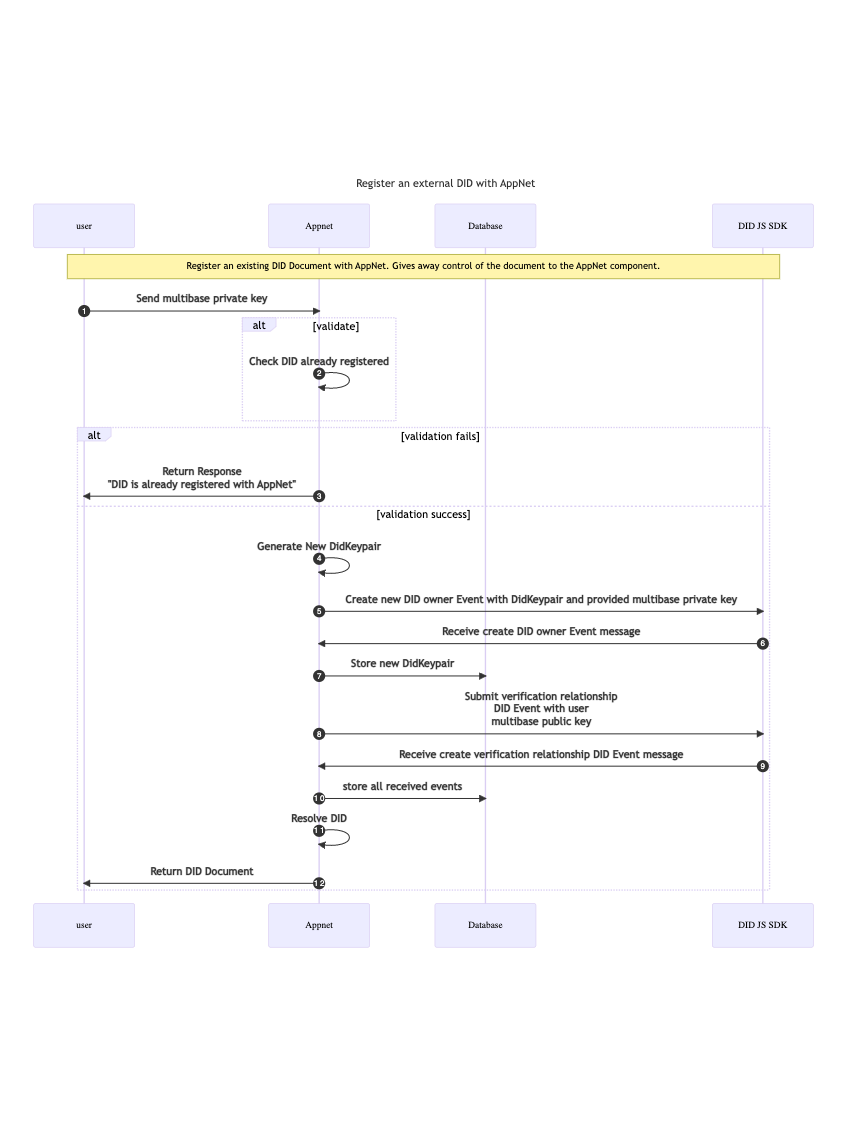 Register an external DID with AppNet
user
Appnet
Database
DID JS SDK
Register an existing DID Document with AppNet. Gives away control of the document to the AppNet component.
1
Send multibase private key
alt
[validate]
Check DID already registered
2
alt
[validation fails]
Return Response
"DID is already registered with AppNet"
3
[validation success]
Generate New DidKeypair
4
Create new DID owner Event with DidKeypair and provided multibase private key
5
Receive create DID owner Event message
6
Store new DidKeypair
7
Submit verification relationship
DID Event with user
multibase public key
8
Receive create verification relationship DID Event message
9
store all received events
10
Resolve DID
11
Return DID Document
12
user
Appnet
Database
DID JS SDK